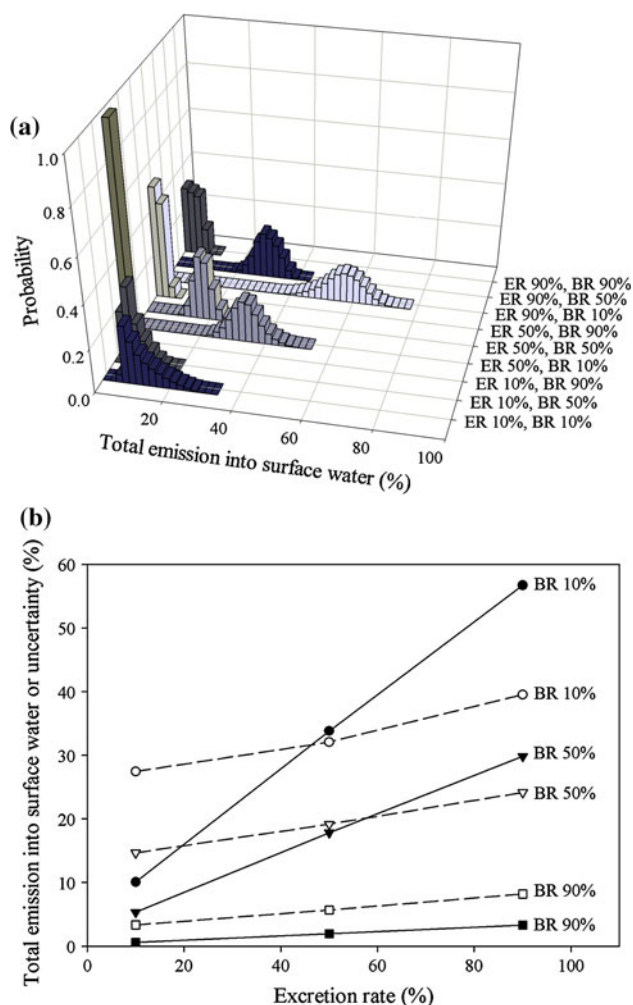 (a)
1.0
0.8
0.6
0.4
0.2
0.0
Probability
20
40
60
80
100
Total emission into surface water (%)
ER 90%, BR 90%
ER 90%, BR 50%
ER 90%, BR 10%
ER 50%, BR 90%
ER 50%, BR 50%
ER 50%, BR 10%
ER 10%, BR 90%
ER 10%, BR 50%
ER 10%, BR 10%
(b)
Total emission into surface water or uncertainty (%)
60
50
40
30
20
10
0
BR 10%
BR 10%
BR 50%
BR 50%
BR 90%
BR 90%
0
20
40
60
80
100
Excretion rate (%)